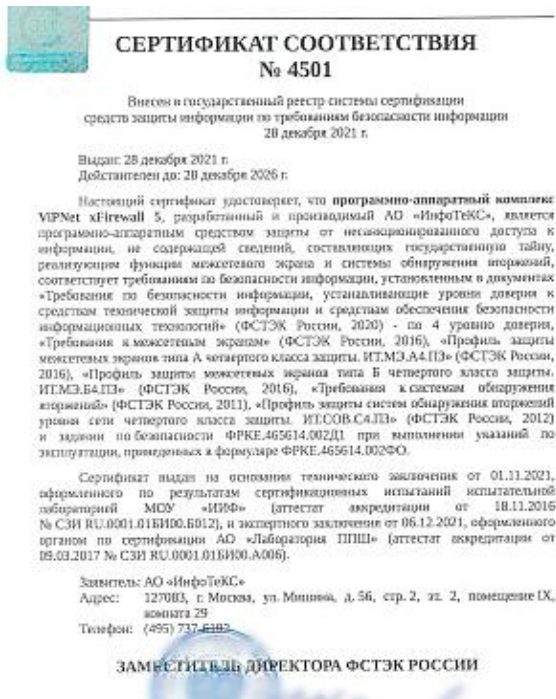 СЕРТИФИКАТ СООТВЕТСТВИЯ
№ 4501
Внесен в государственный реестр системы сертификации
средств защиты информации по требованиям безопасности информации
28 декабря 2021 г.
Выдан: 28 декабря 2021 г.
Действителен до: 28 декабря 2026 г.
Настоящий сертификат удостоверяет, что программно-аппаратный комплекс
ViPNet xFirewall 5, разработанный и производимый АО «ИнфоТеКС», является
программно-аппаратным средством защиты от несанкционированного доступа к
информации, не содержащей сведений, составляющих государственную тайну,
реализующим функции межсетевого экрана и системы обнаружения вторжений,
соответствует требованиям по безопасности информации, установленным в документах
«Требования по безопасности информации, устанавливающие уровни доверия к
средствам технической защиты информации и средствам обеспечения безопасности
информационных технологий» (ФСТЭК России, 2020) - по 4 уровню доверия,
«Требования к межсетевым экранам» (ФСТЭК России, 2016), «Профиль защиты
межсетевых экранов типа А четвертого класса защиты. ИТ.МЭ.А4.ПЗ» (ФСТЭК России,
2016), «Профиль защиты межсетевых экранов типа Б четвертого класса защиты.
ИТ.МЭ.Б4.ПЗ» (ФСТЭК России, 2016), «Требования к системам обнаружения
вторжений» (ФСТЭК России, 2011), «Профиль защиты систем обнаружения вторжений
уровня сети четвертого класса защиты. ИТ.СОВ.С4.ПЗ» (ФСТЭК России, 2012)
и задании по безопасности ФРКЕ.465614.002Д1 при выполнении указаний по
эксплуатации, приведенных в формуляре ФРКЕ.465614.002ФО.
Сертификат выдан на основании технического заключения от 01.11.2021,
оформленного по результатам сертификационных испытаний испытательной
лабораторией МОУ «ИИФ» (аттестат аккредитации от 18.11.2016
№ СЗИ RU.0001.01БИ00.Б012), и экспертного заключения от 06.12.2021, оформленного
органом по сертификации АО «Лаборатория ППШ» (аттестат аккредитации от
09.03.2017 № СЗИ RU.0001.01БИ00.А006).
Заявитель: АО «ИнфоТеКС»
Адрес: 127083, г. Москва, ул. Мишина, д. 56, стр. 2, эт. 2, помещение IX,
комната 29
Телефон: (495) 737-6192
ЗАМЕСТИТЕЛЬ ДИРЕКТОРА ФСТЭК РОССИИ